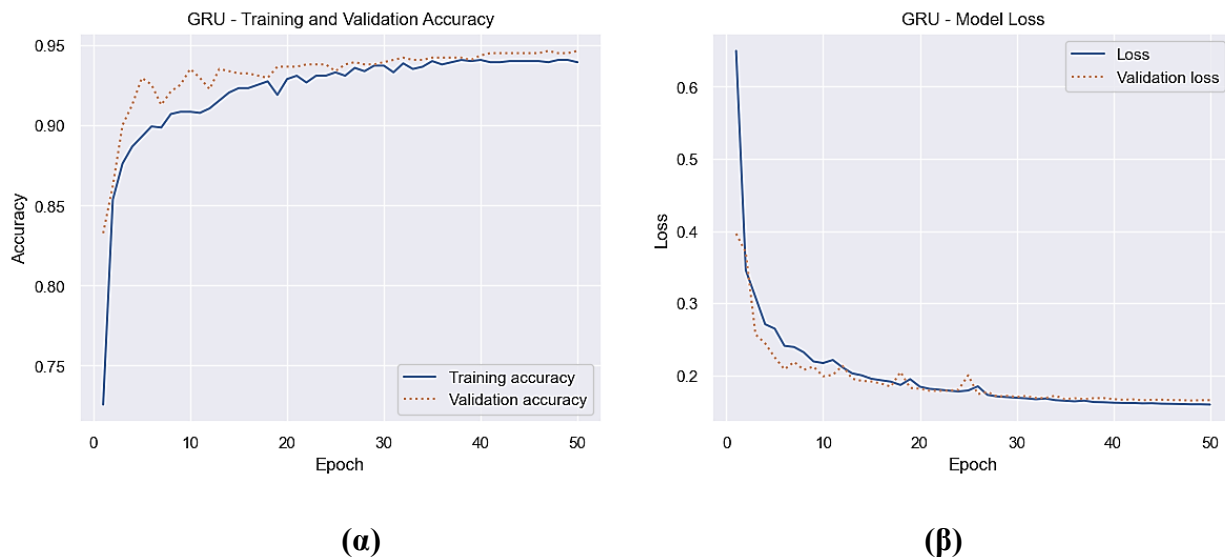 GRU - Training and Validation Accuracy
0.95
0.90
0.85
0.80
0.75
Accuracy
Training accuracy
Validation accuracy
0 10 20 30 40 50
Epoch
(α)
GRU - Model Loss
0.6
0.5
0.4
0.3
0.2
Loss
Loss
Validation loss
0 10 20 30 40 50
Epoch
(β)